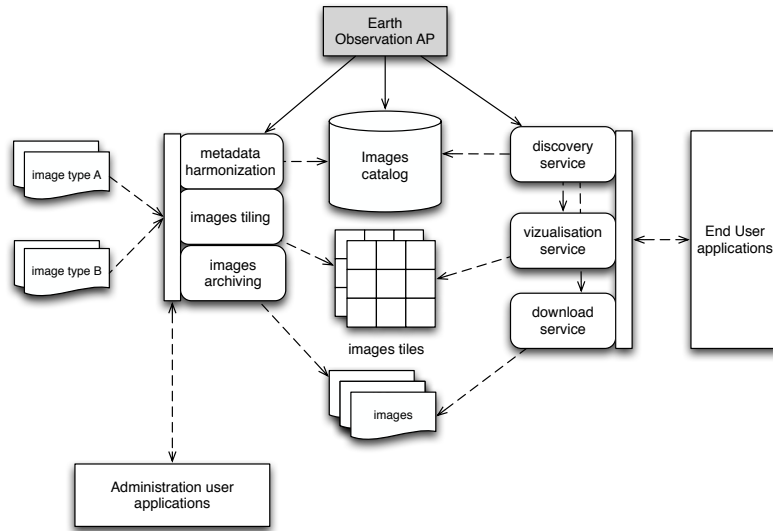 Earth
Observation AP
metadada
harmonization
Images
catalog
discovery
service
image type A
images tiling
vizualisation
service
End User
applications
image type B
images
archiving
download
service
images tiles
images
Administration user
applications